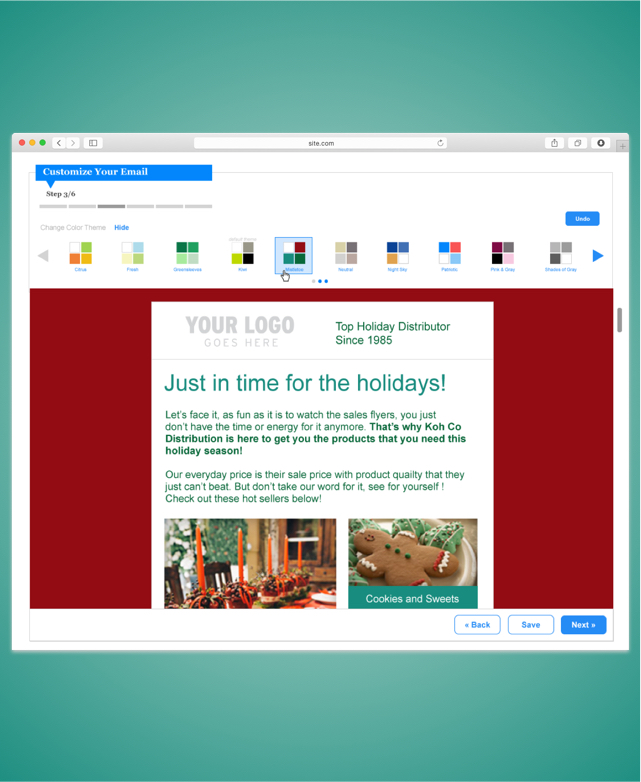 site.com
Customize Your Email
Step 3/6
Undo
Change Color Theme Hide
default theme
Citrus Fresh Greensleeves Kiwi Mistletoe Neutral Night Sky Patriotic Pink & Gray Shades of Gray
YOUR LOGO
GOES HERE
Top Holiday Distributor
Since 1985
Just in time for the holidays!
Let's face it, as fun as it is to watch the sales flyers, you just
don't have the time or energy for it anymore. That's why Koh Co
Distribution is here to get you the products that you need this
holiday season!
Our everyday price is their sale price with product quailty that they
just can't beat. But don't take our word for it, see for yourself !
Check out these hot sellers below!
Cookies and Sweets
« Back Save Next »